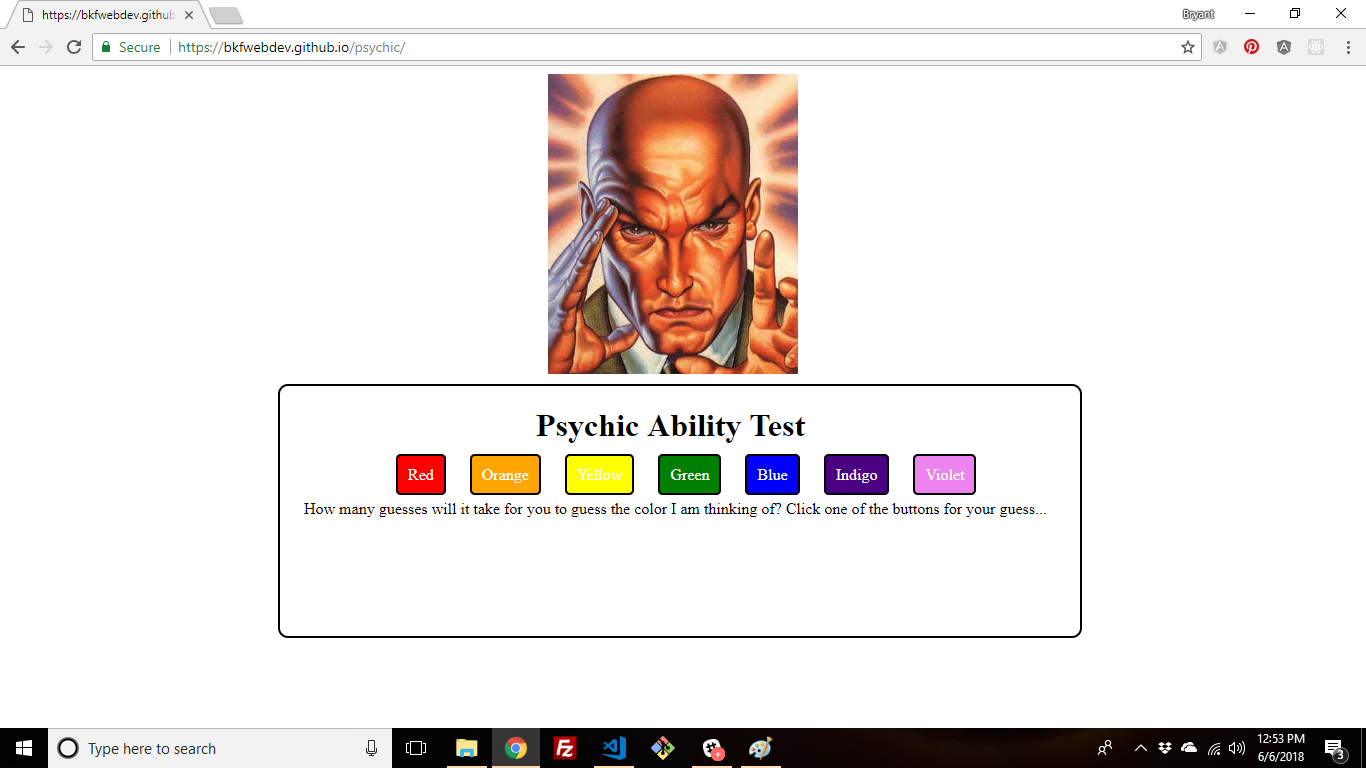 https://bkfwebdev.github
Bryant
Secure https://bkfwebdev.github.io/psychic/
Psychic Ability Test
Red Orange Yellow Green Blue Indigo Violet
How many guesses will it take for you to guess the color I am thinking of? Click one of the buttons for your guess...
Type here to search
Fz
12:53 PM
6/6/2018
3